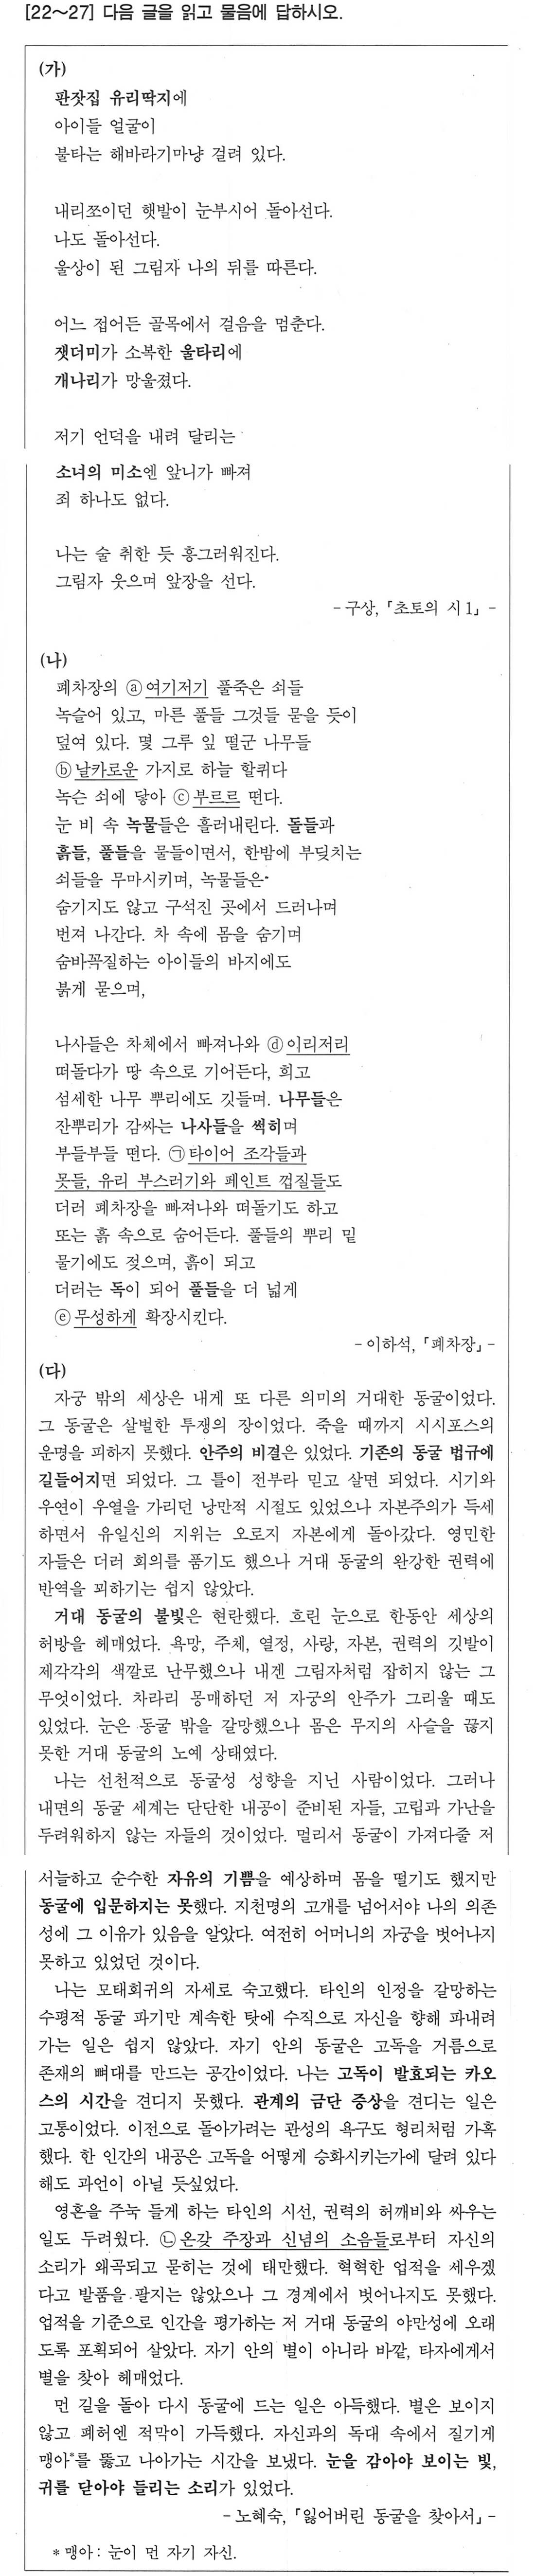 [22~27] 다음 글을 읽고 물음에 답하시오.
(가)
판잣집 유리딱지에
아이들 얼굴이
불타는 해바라기마냥 걸려 있다.
내리쪼이던 햇발이 눈부시어 돌아선다.
나도 돌아선다.
울상이 된 그림자 나의 뒤를 따른다.
어느 접어든 골목에서 걸음을 멈춘다.
잿더미가 소복한 울타리에
개나리가 망울졌다.
저기 언덕을 내려 달리는
소녀의 미소엔 앞니가 빠져
죄 하나도 없다.
나는 술 취한 듯 흥그러워진다.
그림자 웃으며 앞장을 선다.
- 구상, 「초토의 시 1」 -
(나)
폐차장의 ⓐ여기저기 풀죽은 쇠들
녹슬어 있고, 마른 풀들 그것들 묻을 듯이
덮여 있다. 몇 그루 잎 떨군 나무들
ⓑ날카로운 가지로 하늘 할퀴다
녹슨 쇠에 닿아 ⓒ부르르 떤다.
눈 비 속 녹물들은 흘러내린다. 돌들과
흙들, 풀들을 물들이면서, 한밤에 부딪치는
쇠들을 무마시키며, 녹물들은
숨기지도 않고 구석진 곳에서 드러나며
번져 나간다. 차 속에 몸을 숨기며
숨바꼭질하는 아이들의 바지에도
붉게 묻으며,
나사들은 차체에서 빠져나와 ⓓ이리저리
떠돌다가 땅 속으로 기어든다, 희고
섬세한 나무 뿌리에도 깃들며. 나무들은
잔뿌리가 감싸는 나사들을 썩히며
부들부들 떤다. ㉠타이어 조각들과
못들, 유리 부스러기와 페인트 껍질들도
더러 폐차장을 빠져나와 떠돌기도 하고
또는 흙 속으로 숨어든다. 풀들의 뿌리 밑
물기에도 젖으며, 흙이 되고
더러는 독이 되어 풀들을 더 넓게
ⓔ무성하게 확장시킨다.
- 이하석, 「폐차장」 -
(다)
자궁 밖의 세상은 내게 또 다른 의미의 거대한 동굴이었다.
그 동굴은 살벌한 투쟁의 장이었다. 죽을 때까지 시시포스의
운명을 피하지 못했다. 안주의 비결은 있었다. 기존의 동굴 법규에
길들어지면 되었다. 그 틀이 전부라 믿고 살면 되었다. 시기와
우연이 우열을 가리던 낭만적 시절도 있었으나 자본주의가 득세
하면서 유일신의 지위는 오로지 자본에게 돌아갔다. 영민한
자들은 더러 회의를 품기도 했으나 거대 동굴의 완강한 권력에
반역을 꾀하기는 쉽지 않았다.
거대 동굴의 불빛은 현란했다. 흐린 눈으로 한동안 세상의
허방을 헤매었다. 욕망, 주체, 열정, 사랑, 자본, 권력의 깃발이
제각각의 색깔로 난무했으나 내겐 그림자처럼 잡히지 않는 그
무엇이었다. 차라리 몽매하던 저 자궁의 안주가 그리울 때도
있었다. 눈은 동굴 밖을 갈망했으나 몸은 무지의 사슬을 끊지
못한 거대 동굴의 노예 상태였다.
나는 선천적으로 동굴성 성향을 지닌 사람이었다. 그러나
내면의 동굴 세계는 단단한 내공이 준비된 자들, 고립과 가난을
두려워하지 않는 자들의 것이었다. 멀리서 동굴이 가져다줄 저
서늘하고 순수한 자유의 기쁨을 예상하며 몸을 떨기도 했지만
동굴에 입문하지는 못했다. 지천명의 고개를 넘어서야 나의 의존
성에 그 이유가 있음을 알았다. 여전히 어머니의 자궁을 벗어나지
못하고 있었던 것이다.
나는 모태회귀의 자세로 숙고했다. 타인의 인정을 갈망하는
수평적 동굴 파기만 계속한 탓에 수직으로 자신을 향해 파내려
가는 일은 쉽지 않았다. 자기 안의 동굴은 고독을 거름으로
존재의 뼈대를 만드는 공간이었다. 나는 고독이 발효되는 카오
스의 시간을 견디지 못했다. 관계의 금단 증상을 견디는 일은
고통이었다. 이전으로 돌아가려는 관성의 욕구도 형리처럼 가혹
했다. 한 인간의 내공은 고독을 어떻게 승화시키는가에 달려 있다
해도 과언이 아닐 듯싶었다.
영혼을 주눅 들게 하는 타인의 시선, 권력의 허깨비와 싸우는
일도 두려웠다. ㉡온갖 주장과 신념의 소음들로부터 자신의
소리가 왜곡되고 묻히는 것에 태만했다. 혁혁한 업적을 세우겠
다고 발품을 팔지는 않았으나 그 경계에서 벗어나지도 못했다.
업적을 기준으로 인간을 평가하는 저 거대 동굴의 야만성에 오래
도록 포획되어 살았다. 자기 안의 별이 아니라 바깥, 타자에게서
별을 찾아 헤매었다.
먼 길을 돌아 다시 동굴에 드는 일은 아득했다. 별은 보이지
않고 폐허엔 적막이 가득했다. 자신과의 독대 속에서 질기게
맹아*를 뚫고 나아가는 시간을 보냈다. 눈을 감아야 보이는 빛,
귀를 닫아야 들리는 소리가 있었다.
- 노혜숙, 「잃어버린 동굴을 찾아서」 -
* 맹아 : 눈이 먼 자기 자신.